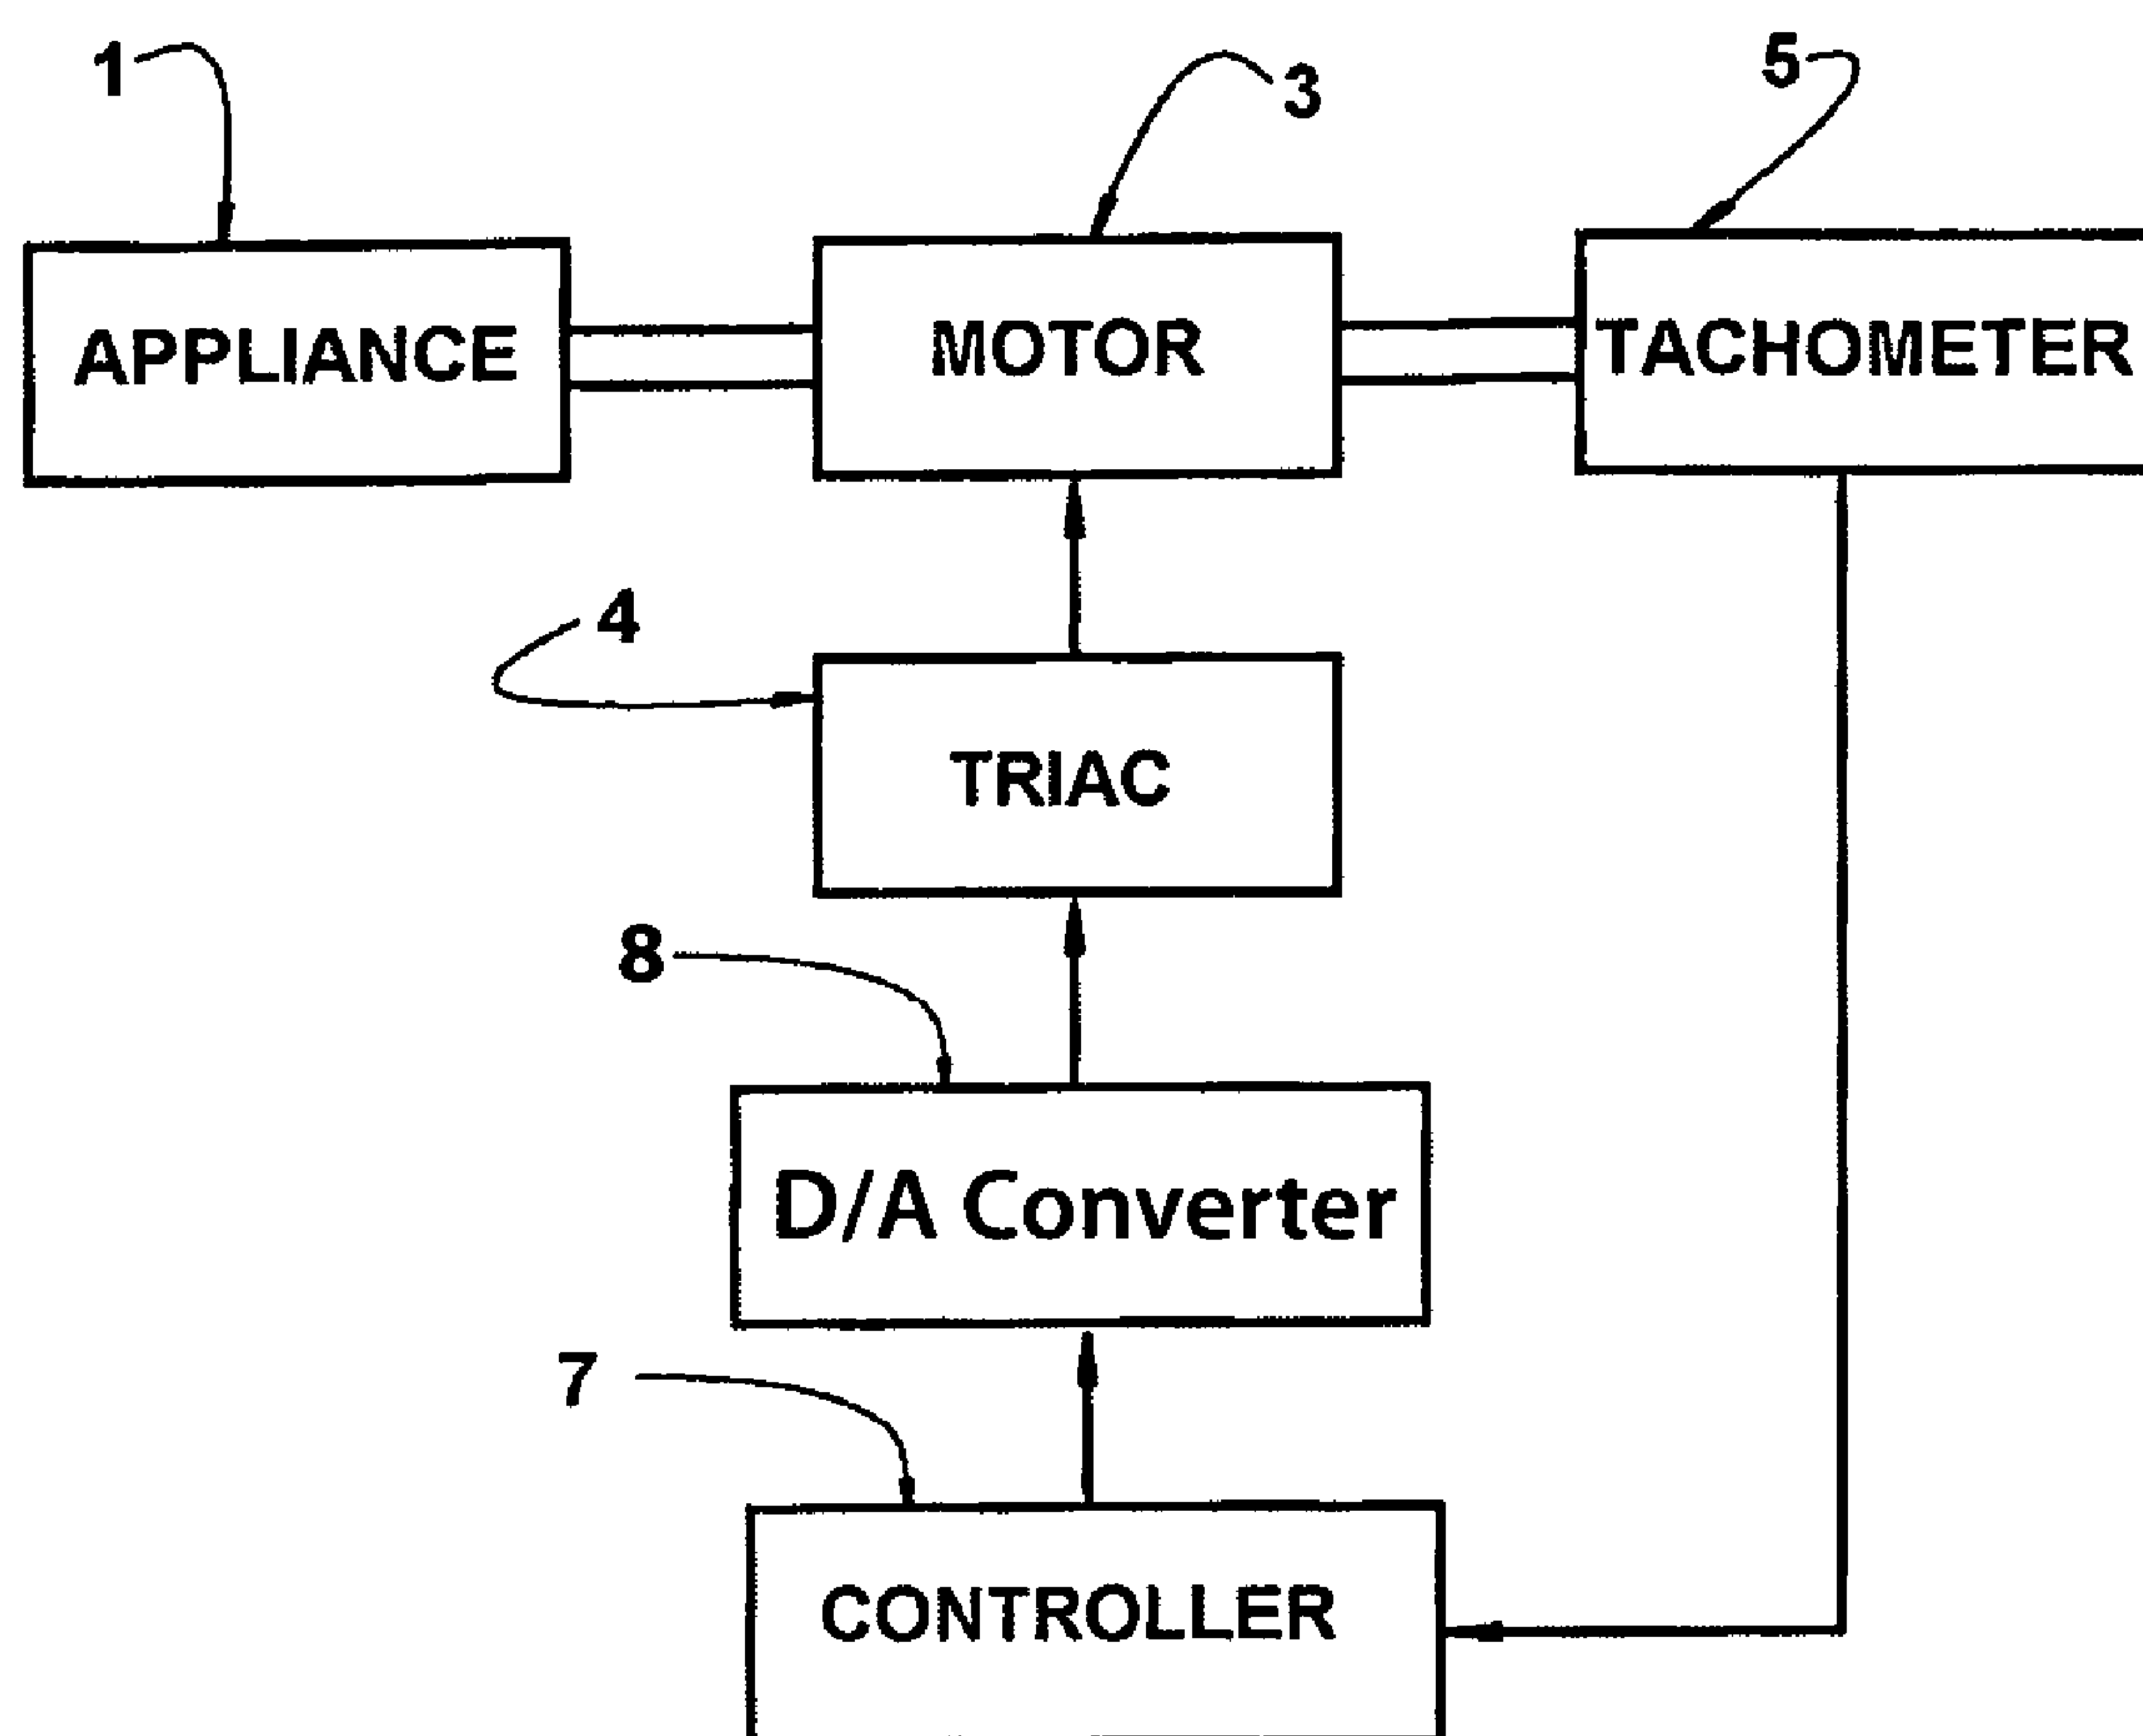 1
3
5
APPLIANCE
MOTOR
TACHOMETER
4
TRIAC
8
D/A Converter
7
CONTROLLER